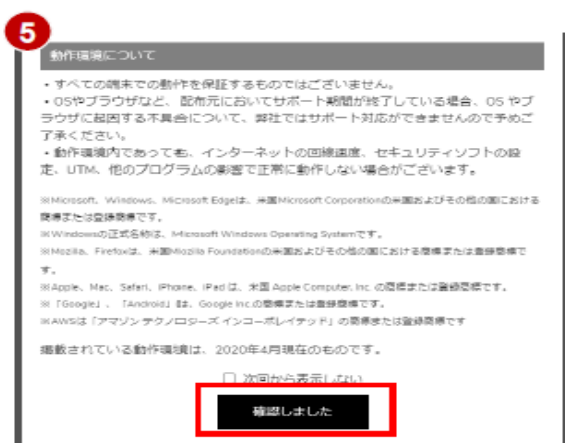 5
動作環境について
・すべての端末での動作を保証するものではございません。
・OSやブラウザなど、配布元においてサポート期間が終了している場合、OS やブ
ラウザに起因する不具合について、弊社ではサポート対応ができませんので予めご
了承ください。
・動作環境内であっても、インターネットの回線速度、セキュリティソフトの設
定、UTM、他のプログラムの影響で正常に動作しない場合がございます。
※Microsoft、Windows、Microsoft Edgeは、米国Microsoft Corporationの米国およびその他の国における
商標または登録商標です。
※Windowsの正式名称は、Microsoft Windows Operating Systemです。
※Mozilla、Firefoxは、米国Mozilla Foundationの米国およびその他の国における商標または登録商標で
す。
※Apple、Mac、Safari、iPhone、iPad は、米国 Apple Computer, Inc. の商標または登録商標です。
※「Google」、「Android」は、Google Inc.の商標または登録商標です。
※AWSは「アマゾン テクノロジーズ インコーポレイテッド」の商標または登録商標です
掲載されている動作環境は、2020年4月現在のものです。
次回から表示しない
確認しました